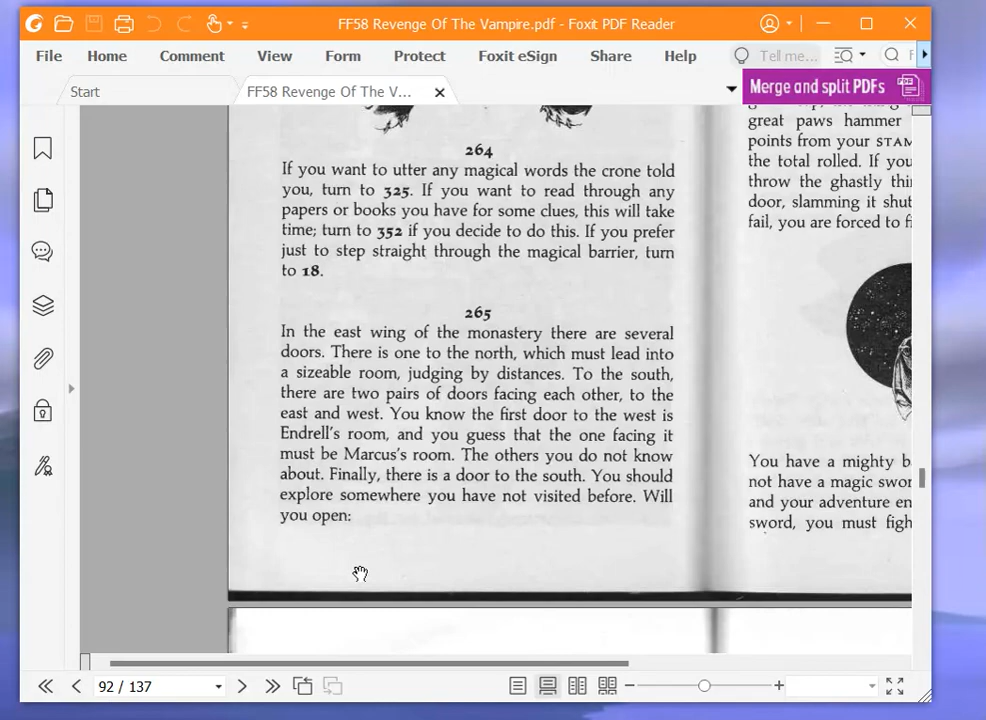 FF58 Revenge Of The Vampire.pdf - Foxit PDF Reader
File Home Comment View Form Protect Foxit eSign Share Help Tell me... F
Start
FF58 Revenge Of The V...
Merge and split PDFs
264
If you want to utter any magical words the crone told
you, turn to 325. If you want to read through any
papers or books you have for some clues, this will take
time; turn to 352 if you decide to do this. If you prefer
just to step straight through the magical barrier, turn
to 18.
265
In the east wing of the monastery there are several
doors. There is one to the north, which must lead into
a sizeable room, judging by distances. To the south,
there are two pairs of doors facing each other, to the
east and west. You know the first door to the west is
Endrell's room, and you guess that the one facing it
must be Marcus's room. The others you do not know
about. Finally, there is a door to the south. You should
explore somewhere you have not visited before. Will
you open:
great paws hammer
points from your STAM
the total rolled. If you
throw the ghastly thi
door, slamming it shut
fail, you are forced to fi
You have a mighty b
not have a magic swor
and your adventure en
sword, you must figh
92 / 137